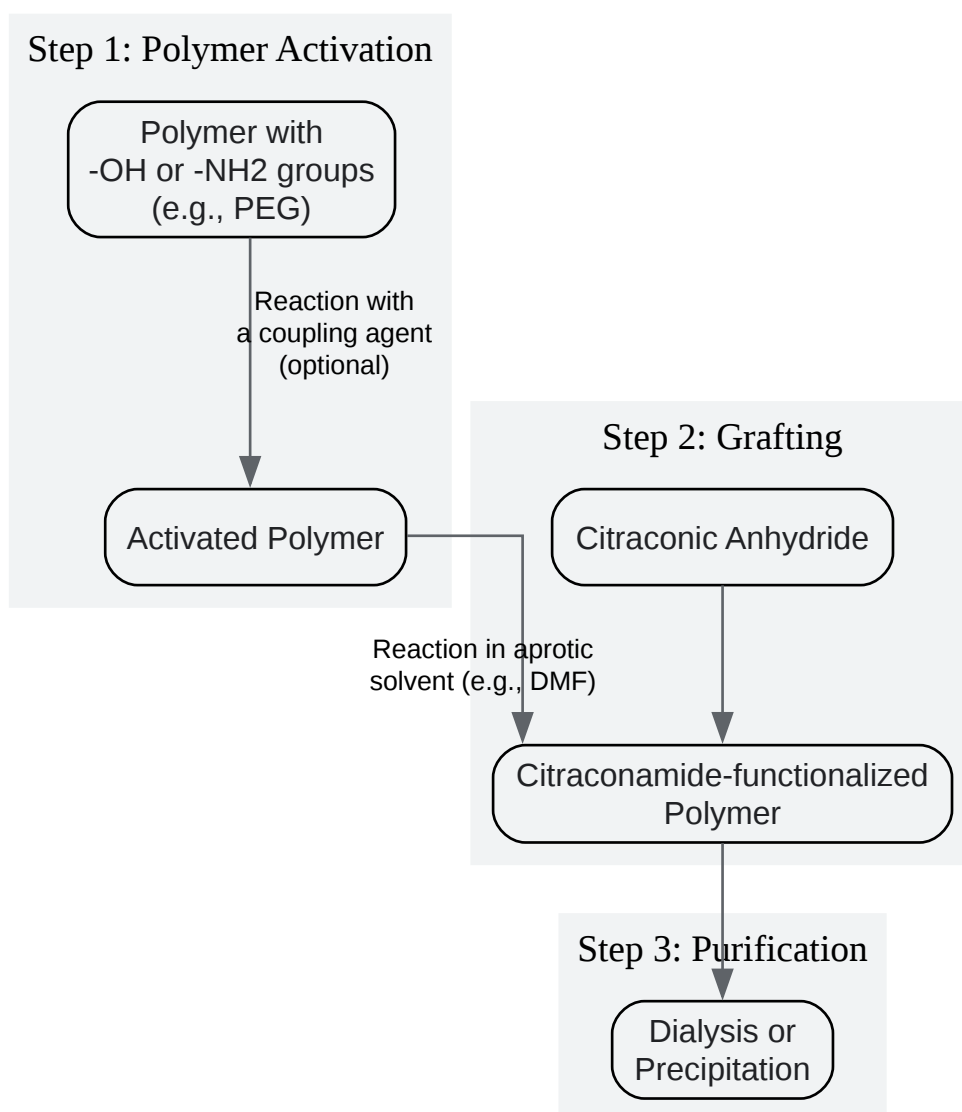 Step 1: Polymer Activation
Polymer with
-OH or -NH2 groups
(e.g., PEG)
Reaction with
a coupling agent
(optional)
Activated Polymer
Step 2: Grafting
Citraconic Anhydride
Reaction in aprotic
solvent (e.g., DMF)
Citraconamide-functionalized
Polymer
Step 3: Purification
Dialysis or
Precipitation